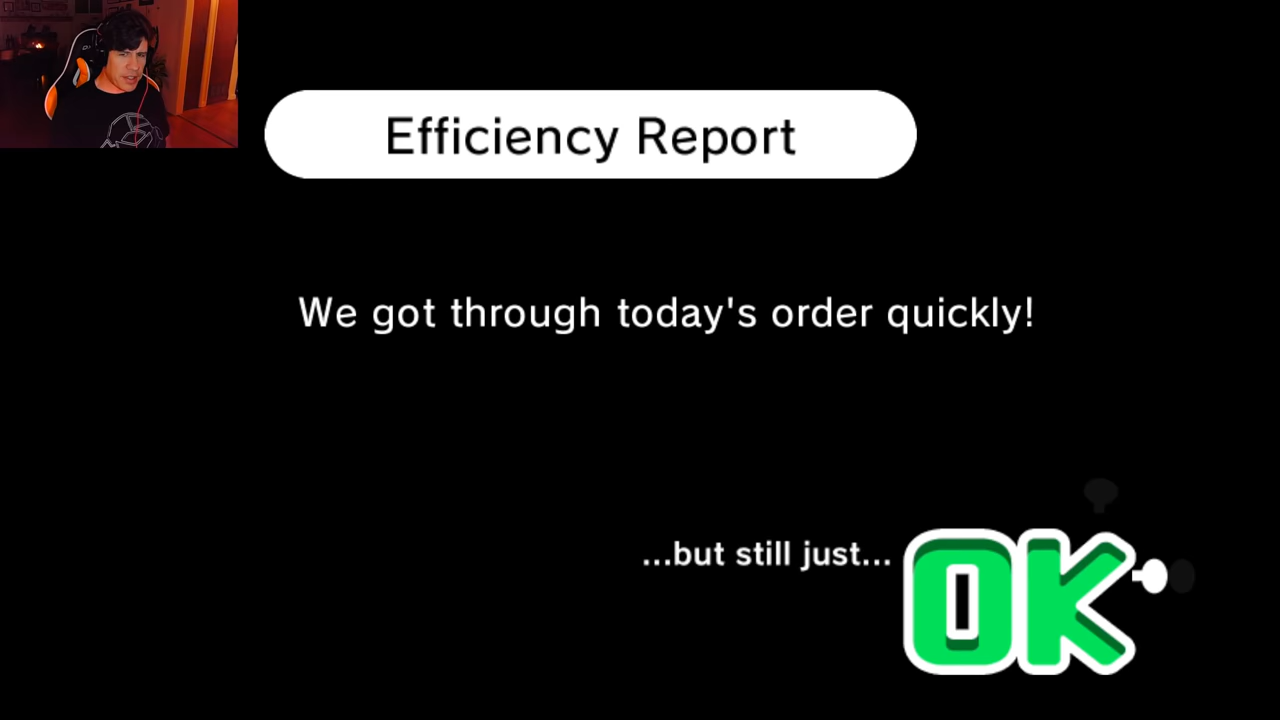 Efficiency Report
We got through today's order quickly!
...but still just...
OK